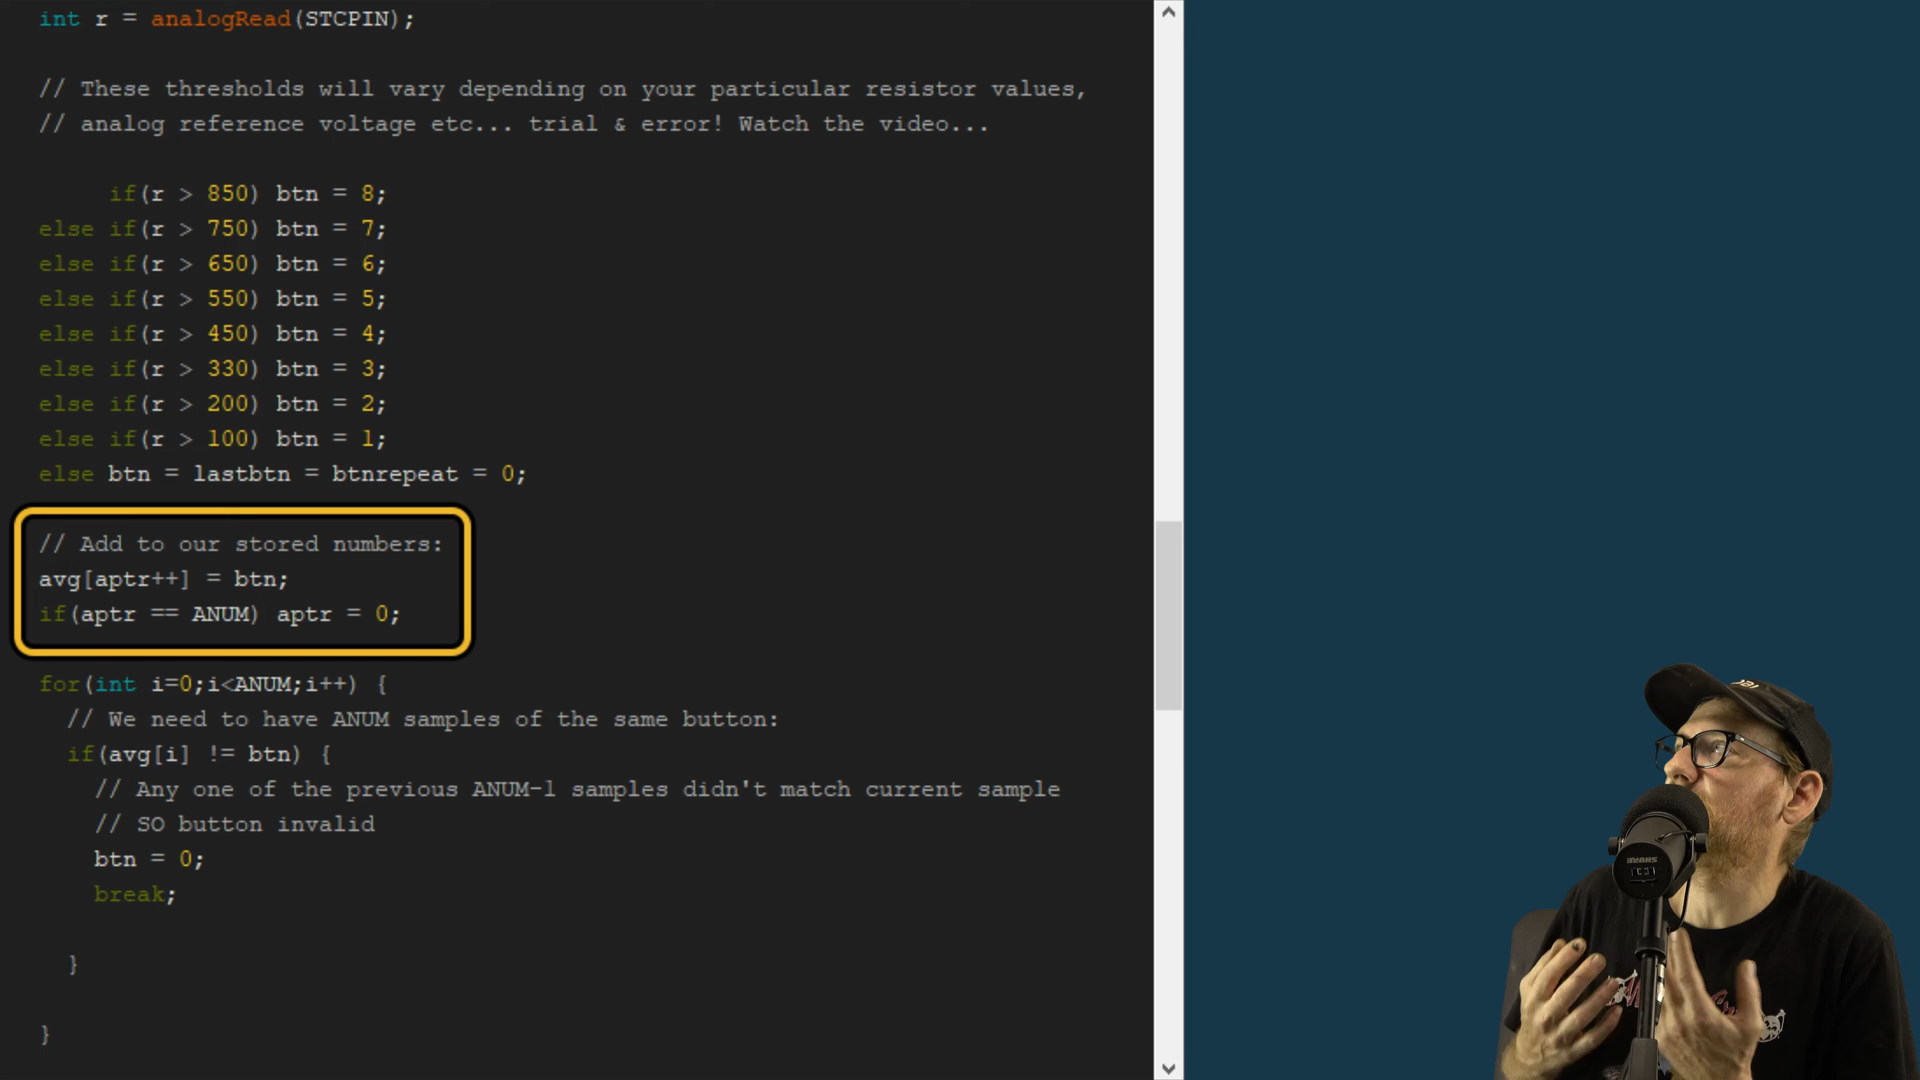 int r = analogRead(STCPIN);
// These thresholds will vary depending on your particular resistor values,
// analog reference voltage etc... trial & error! Watch the video...
if(r > 850) btn = 8;
else if(r > 750) btn = 7;
else if(r > 650) btn = 6;
else if(r > 550) btn = 5;
else if(r > 450) btn = 4;
else if(r > 330) btn = 3;
else if(r > 200) btn = 2;
else if(r > 100) btn = 1;
else btn = lastbtn = btnrepeat = 0;
// Add to our stored numbers:
avg[aptr++] = btn;
if(aptr == ANUM) aptr = 0;
for(int i=0;i<ANUM;i++) {
// We need to have ANUM samples of the same button:
if(avg[i] != btn) {
// Any one of the previous ANUM-1 samples didn't match current sample
// SO button invalid
btn = 0;
break;
}
}